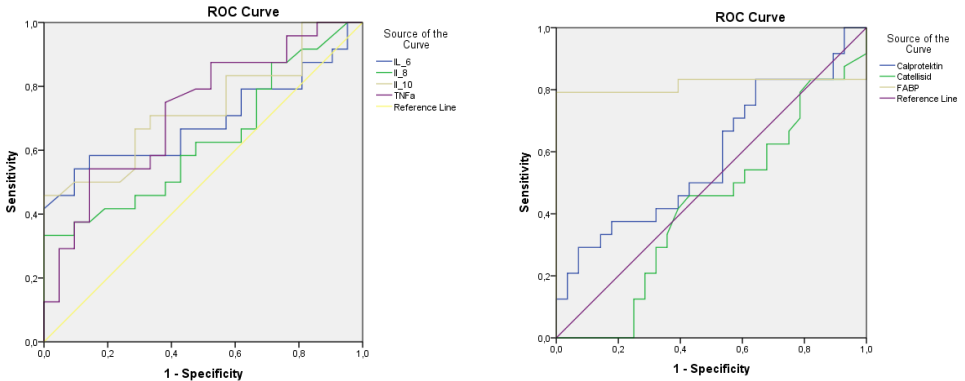 ROC Curve
Source of the
Curve
IL_6
Il_8
Il_10
TNFa
Reference Line
1,0
0,8
0,6
0,4
0,2
0,0
Sensitivity
0,0 0,2 0,4 0,6 0,8 1,0
1 - Specificity
ROC Curve
Source of the
Curve
Calprotektin
Catellisid
FABP
Reference Line
1,0
0,8
0,6
0,4
0,2
0,0
Sensitivity
0,0 0,2 0,4 0,6 0,8 1,0
1 - Specificity